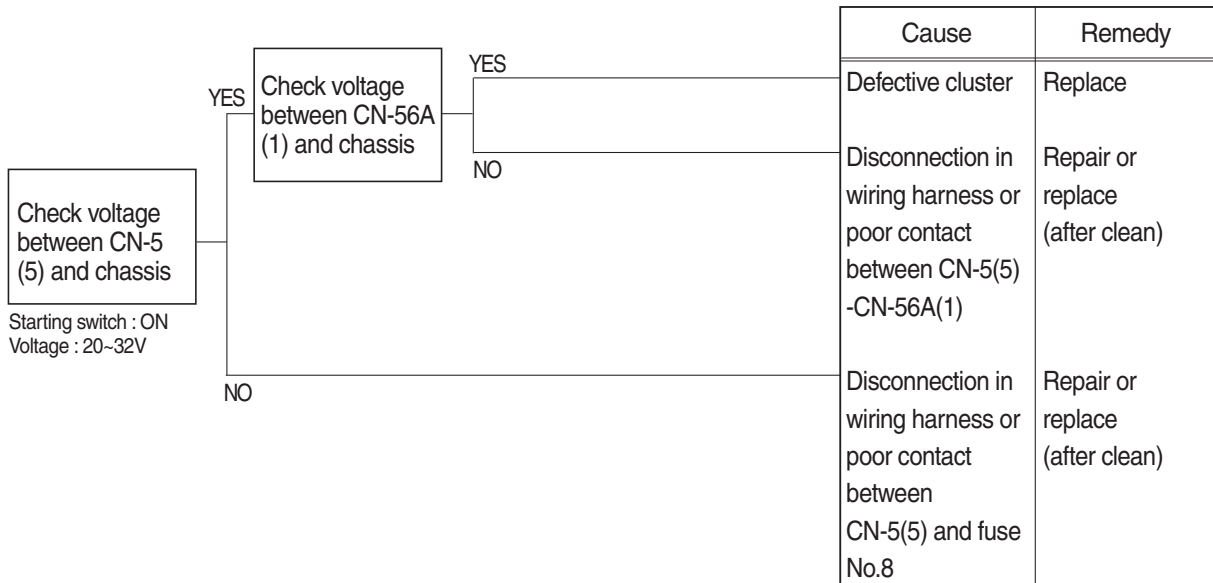 Check voltage
between CN-5
(5) and chassis
Starting switch : ON
Voltage : 20~32V
YES
NO
Check voltage
between CN-56A
(1) and chassis
YES
NO
Cause
Remedy
Defective cluster
Replace
Disconnection in
wiring harness or
poor contact
between CN-5(5)
-CN-56A(1)
Repair or
replace
(after clean)
Disconnection in
wiring harness or
poor contact
between
CN-5(5) and fuse
No.8
Repair or
replace
(after clean)